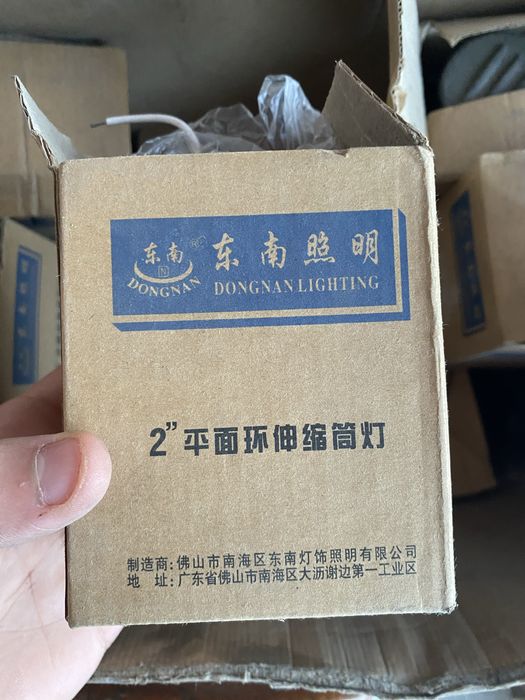 东南
N
DONGNAN
东南照明
DONGNAN LIGHTING
2"平面环伸缩筒灯
制造商:佛山市南海区东南灯饰照明有限公司
地 址:广东省佛山市南海区大沥谢边第一工业区